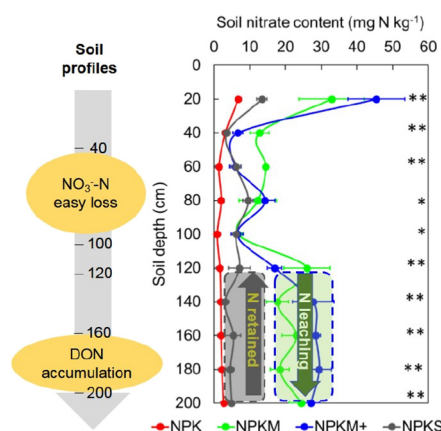 Soil nitrate content (mg N kg⁻¹)
0 10 20 30 40 50 60
Soil
profiles
40
NO₃⁻-N
easy loss
100
120
160
DON
accumulation
200
Soil depth (cm)
0
20 **
40 **
60 **
80 *
100 *
120 **
140 **
160 **
180 **
200 **
N retained
N leaching
NPK NPKM NPKM+ NPKS